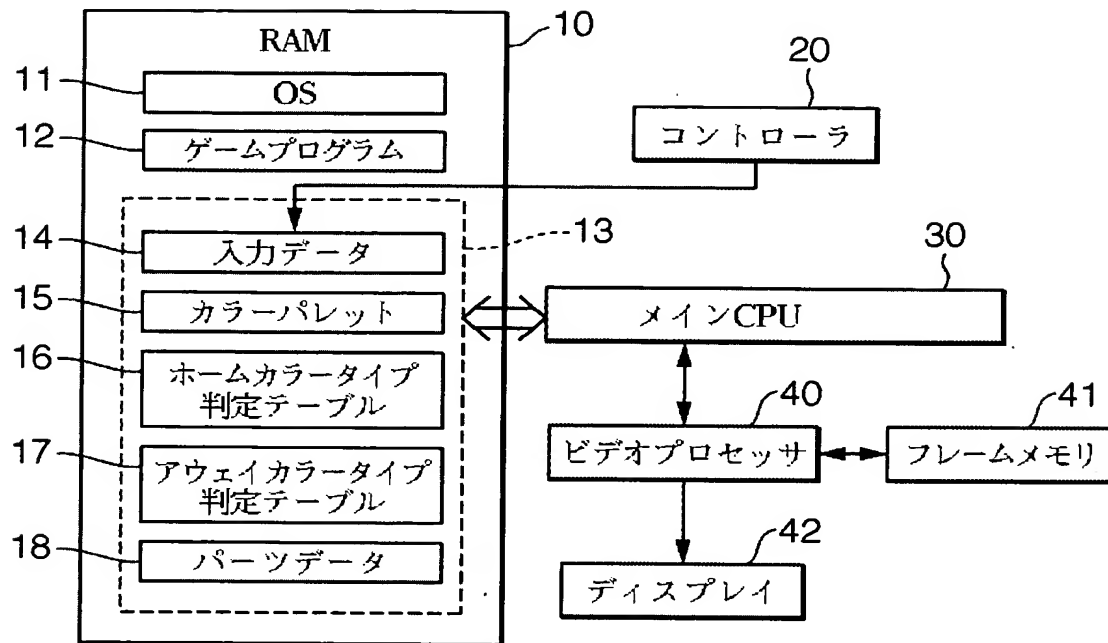 RAM
10
11
OS
12
ゲームプログラム
20
コントローラ
13
14
入力データ
15
カラーパレット
16
ホームカラータイプ
判定テーブル
17
アウェイカラータイプ
判定テーブル
18
パーツデータ
30
メインCPU
40
ビデオプロセッサ
41
フレームメモリ
42
ディスプレイ